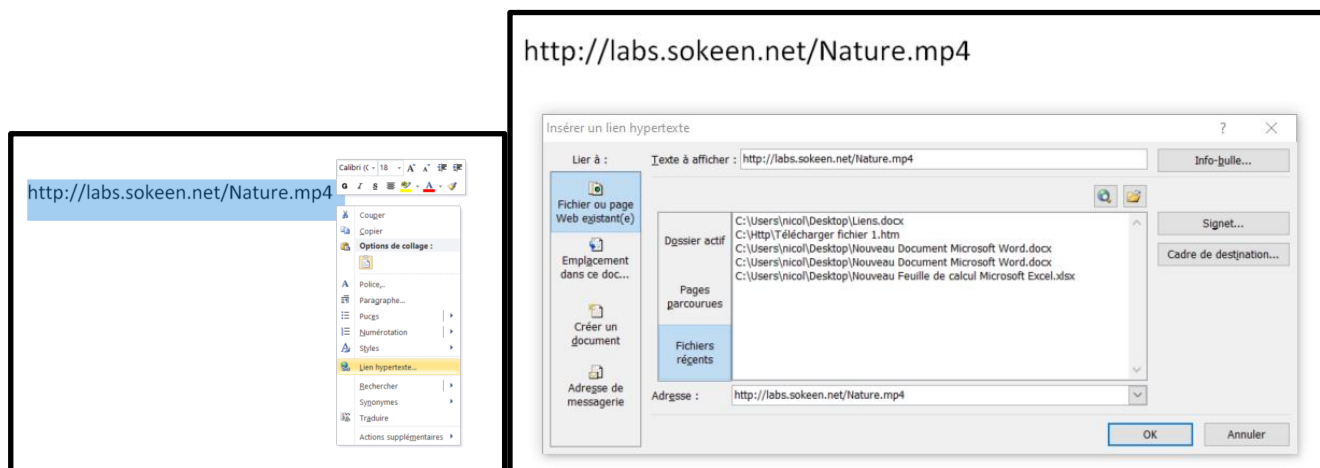 http://labs.sokeen.net/Nature.mp4
Calibri (C 18 A A
G I S A
Couper
Copier
Options de collage :
A Police...
Paragraphe...
Puces
Numérotation
Styles
Lien hypertexte...
Rechercher
Synonymes
Traduire
Actions supplémentaires
http://labs.sokeen.net/Nature.mp4
Insérer un lien hypertexte ?
Lier à :
Texte à afficher : http://labs.sokeen.net/Nature.mp4
Info-bulle...
Fichier ou page
Web existant(e)
Emplacement
dans ce doc...
Créer un
document
Adresse de
messagerie
Dossier actif
Pages
parcourues
Fichiers
récents
C:\Users\nicol\Desktop\Liens.docx
C:\Http\Télécharger fichier 1.htm
C:\Users\nicol\Desktop\Nouveau Document Microsoft Word.docx
C:\Users\nicol\Desktop\Nouveau Document Microsoft Word.docx
C:\Users\nicol\Desktop\Nouveau Feuille de calcul Microsoft Excel.xlsx
Signet...
Cadre de destination...
Adresse : http://labs.sokeen.net/Nature.mp4
OK
Annuler